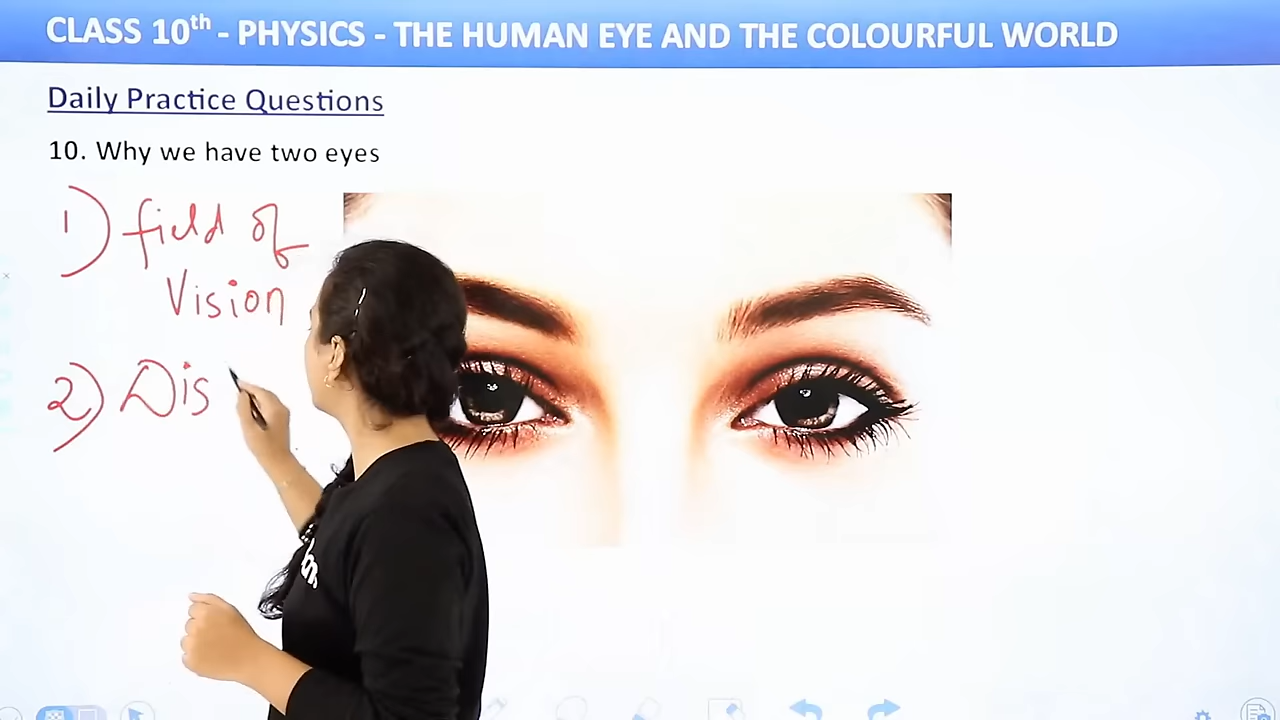 CLASS 10th - PHYSICS - THE HUMAN EYE AND THE COLOURFUL WORLD
Daily Practice Questions
10. Why we have two eyes
1) field of
Vision
2) Dis